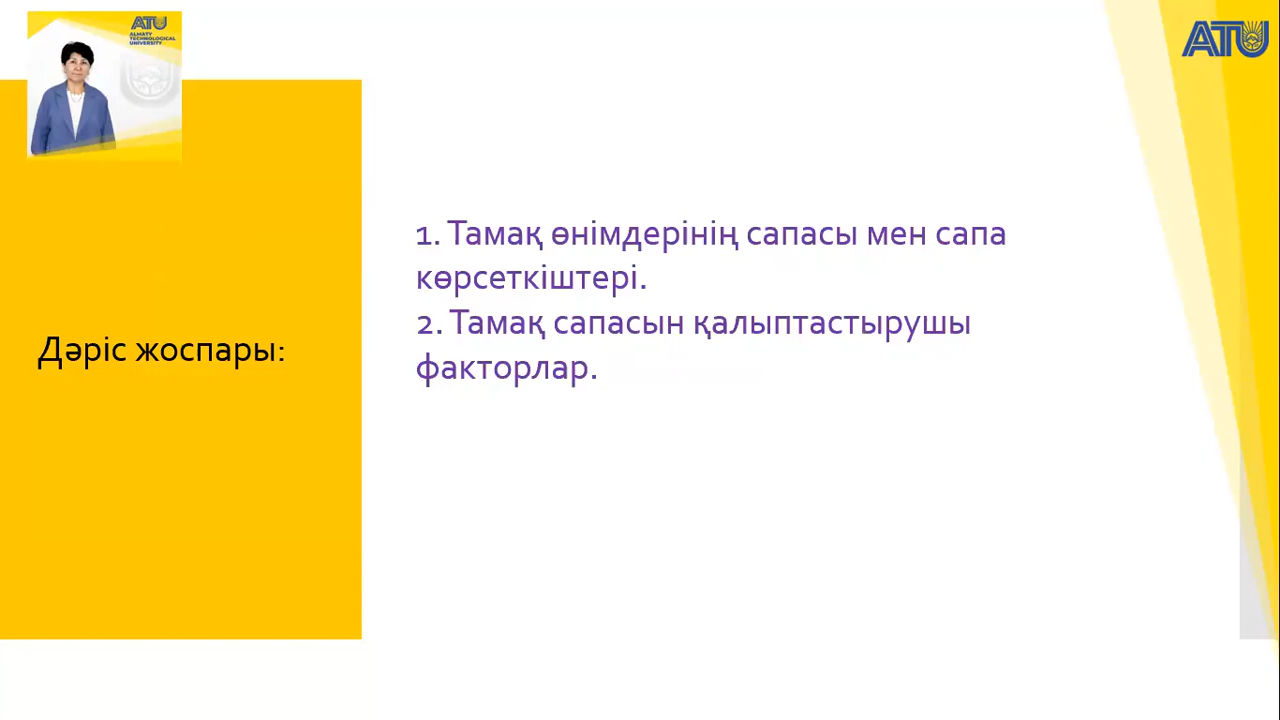 ATU
ALMATY
TECHNOLOGICAL
UNIVERSITY
ATU
Дәріс жоспары:
1. Тамақ өнімдерінің сапасы мен сапа
көрсеткіштері.
2. Тамақ сапасын қалыптастырушы
факторлар.